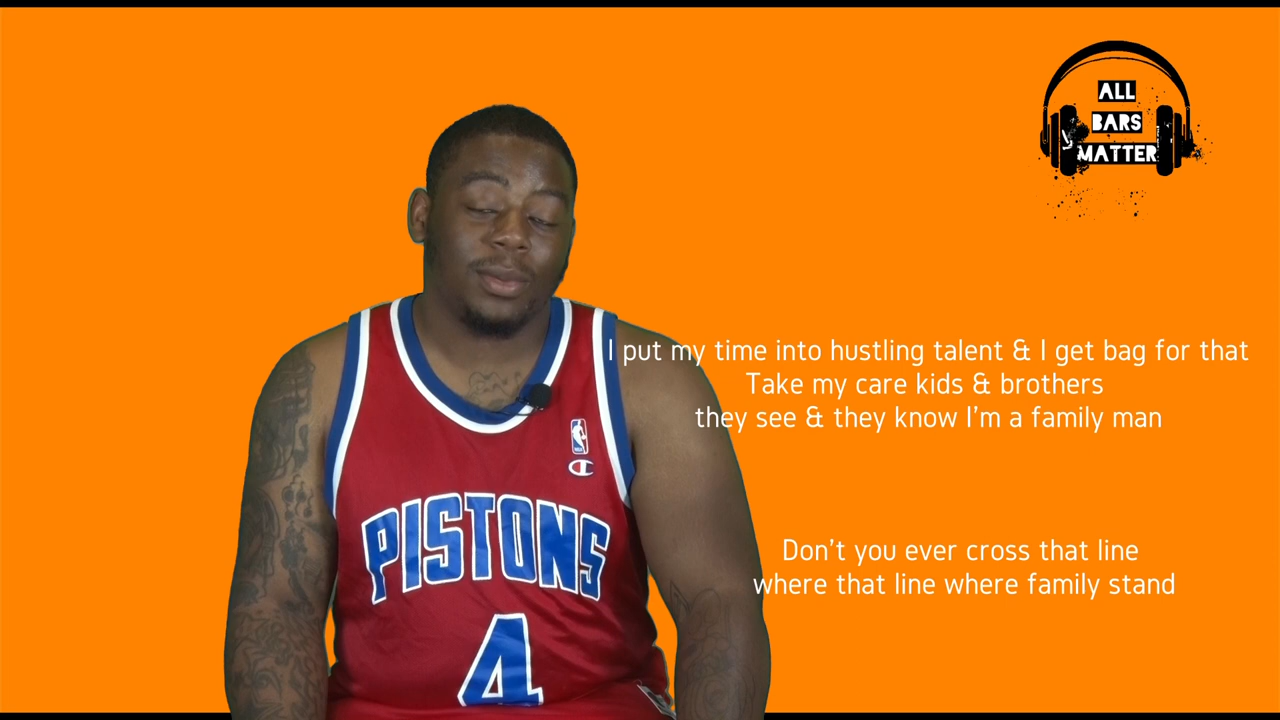 ALL
BARS
MATTER
I put my time into hustling talent & I get bag for that
Take my care kids & brothers
they see & they know I'm a family man
NBA
PISTONS
Don't you ever cross that line
where that line where family stand
4